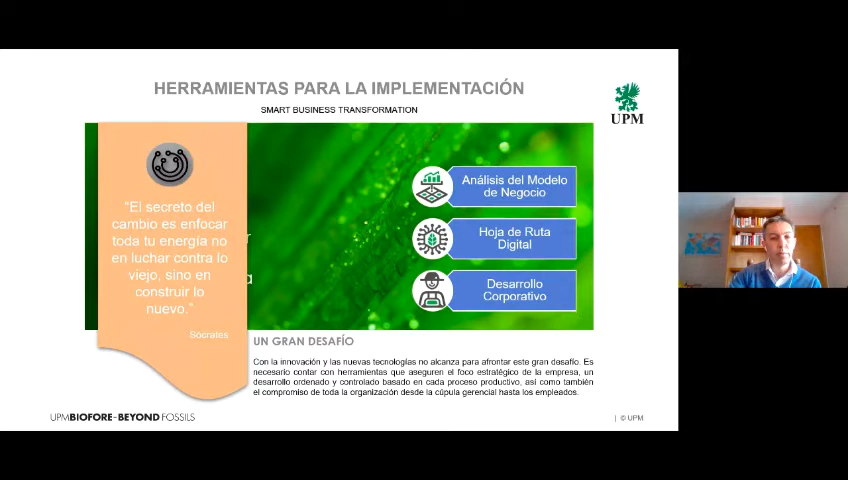 HERRAMIENTAS PARA LA IMPLEMENTACIÓN
SMART BUSINESS TRANSFORMATION
UPM
"El secreto del
cambio es enfocar
toda tu energía no
en luchar contra lo
viejo, sino en
construir lo
nuevo."
Sócrates
r
a
Análisis del Modelo
de Negocio
Hoja de Ruta
Digital
Desarrollo
Corporativo
UN GRAN DESAFÍO
Con la innovación y las nuevas tecnologías no alcanza para afrontar este gran desafío. Es
necesario contar con herramientas que aseguren el foco estratégico de la empresa, un
desarrollo ordenado y controlado basado en cada proceso productivo, así como también
el compromiso de toda la organización desde la cúpula gerencial hasta los empleados.
UPMBIOFORE–BEYOND FOSSILS
| © UPM